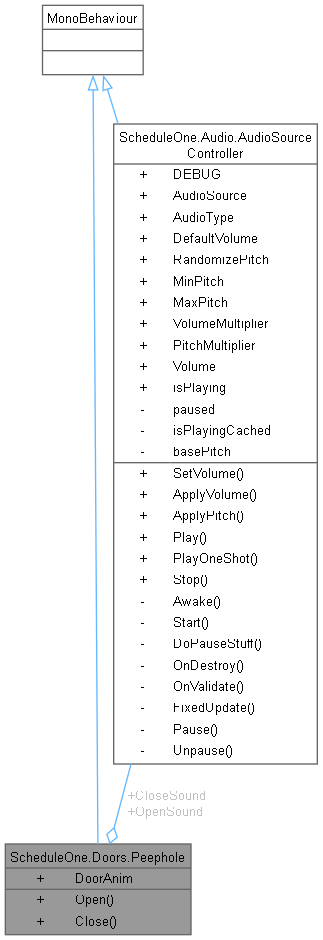 MonoBehaviour
ScheduleOne.Audio.AudioSource
Controller
+ DEBUG
+ AudioSource
+ AudioType
+ DefaultVolume
+ RandomizePitch
+ MinPitch
+ MaxPitch
+ VolumeMultiplier
+ PitchMultiplier
+ Volume
+ isPlaying
- paused
- isPlayingCached
- basePitch
+ SetVolume()
+ ApplyVolume()
+ ApplyPitch()
+ Play()
+ PlayOneShot()
+ Stop()
- Awake()
- Start()
- DoPauseStuff()
- OnDestroy()
- OnValidate()
- FixedUpdate()
- Pause()
- Unpause()
+CloseSound
+OpenSound
ScheduleOne.Doors.Peephole
+ DoorAnim
+ Open()
+ Close()